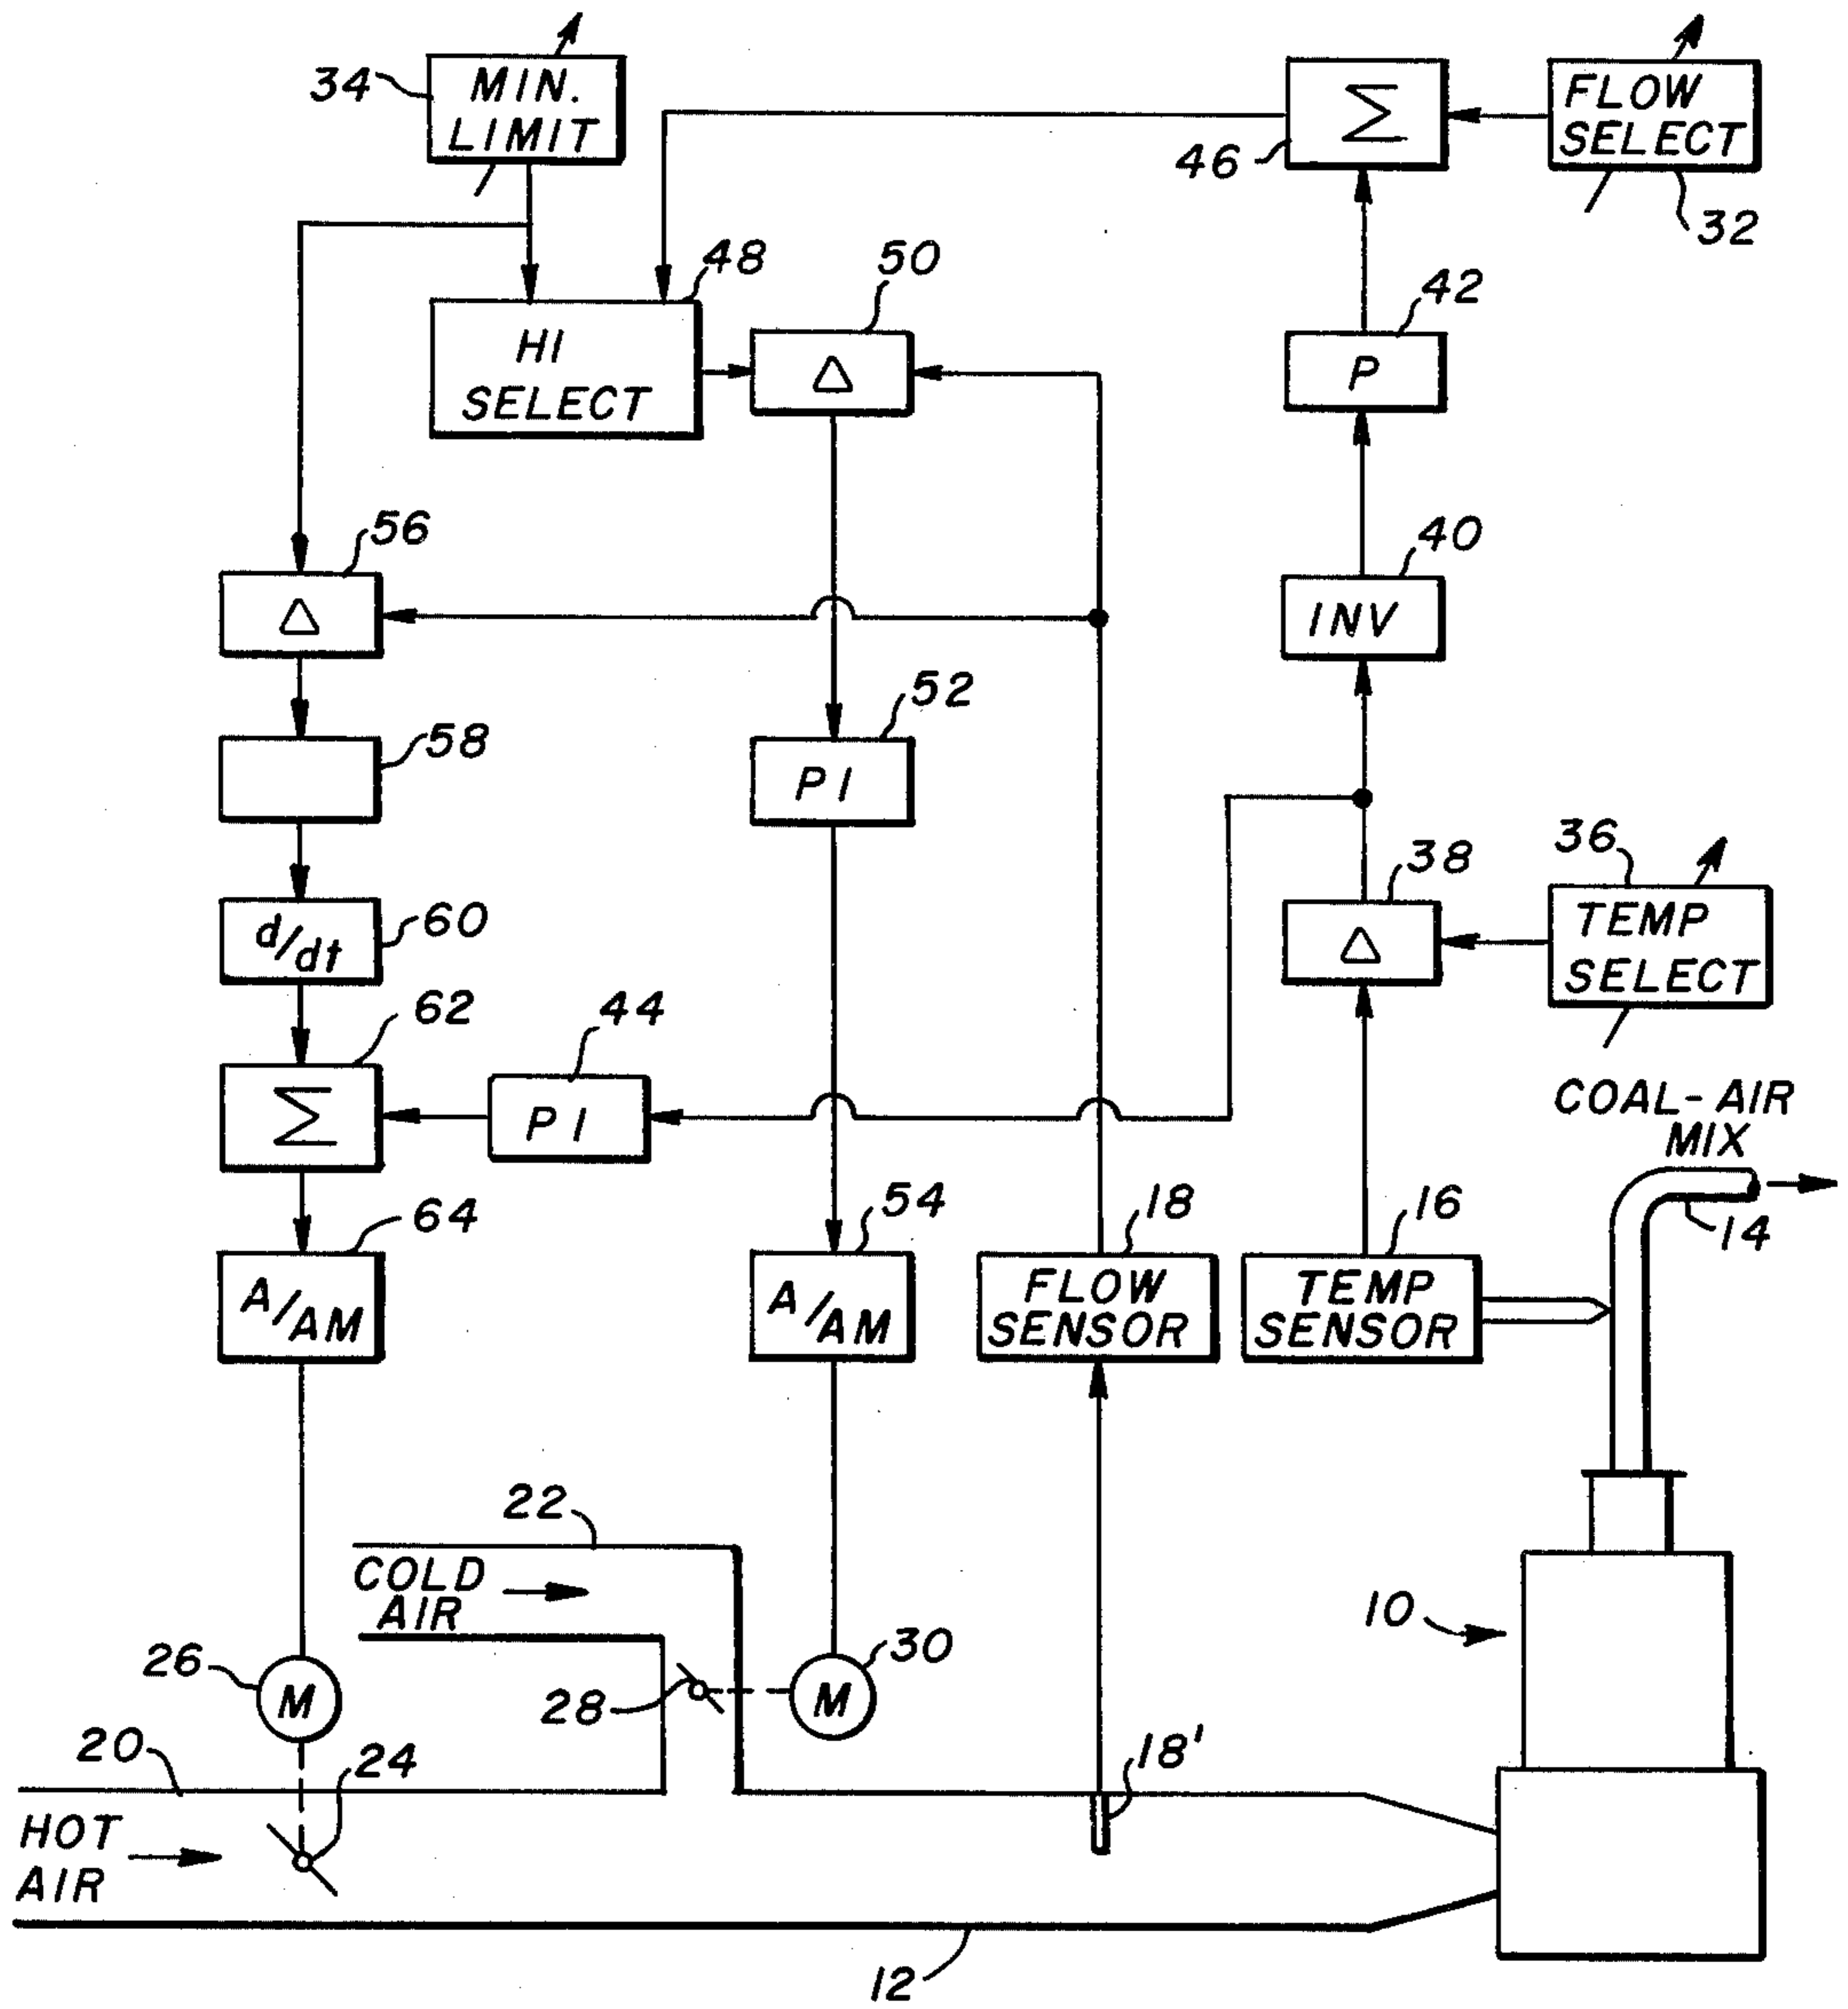 34
MIN.
LIMIT
Σ
46
FLOW
SELECT
32
48
HI
SELECT
50
Δ
42
P
56
Δ
40
INV
52
PI
58
36
TEMP
SELECT
38
Δ
60
d/dt
62
Σ
44
PI
COAL-AIR
MIX
14
64
A/AM
54
A/AM
18
FLOW
SENSOR
16
TEMP
SENSOR
22
COLD
AIR
10
26
M
28
30
M
20
24
18'
HOT
AIR
12